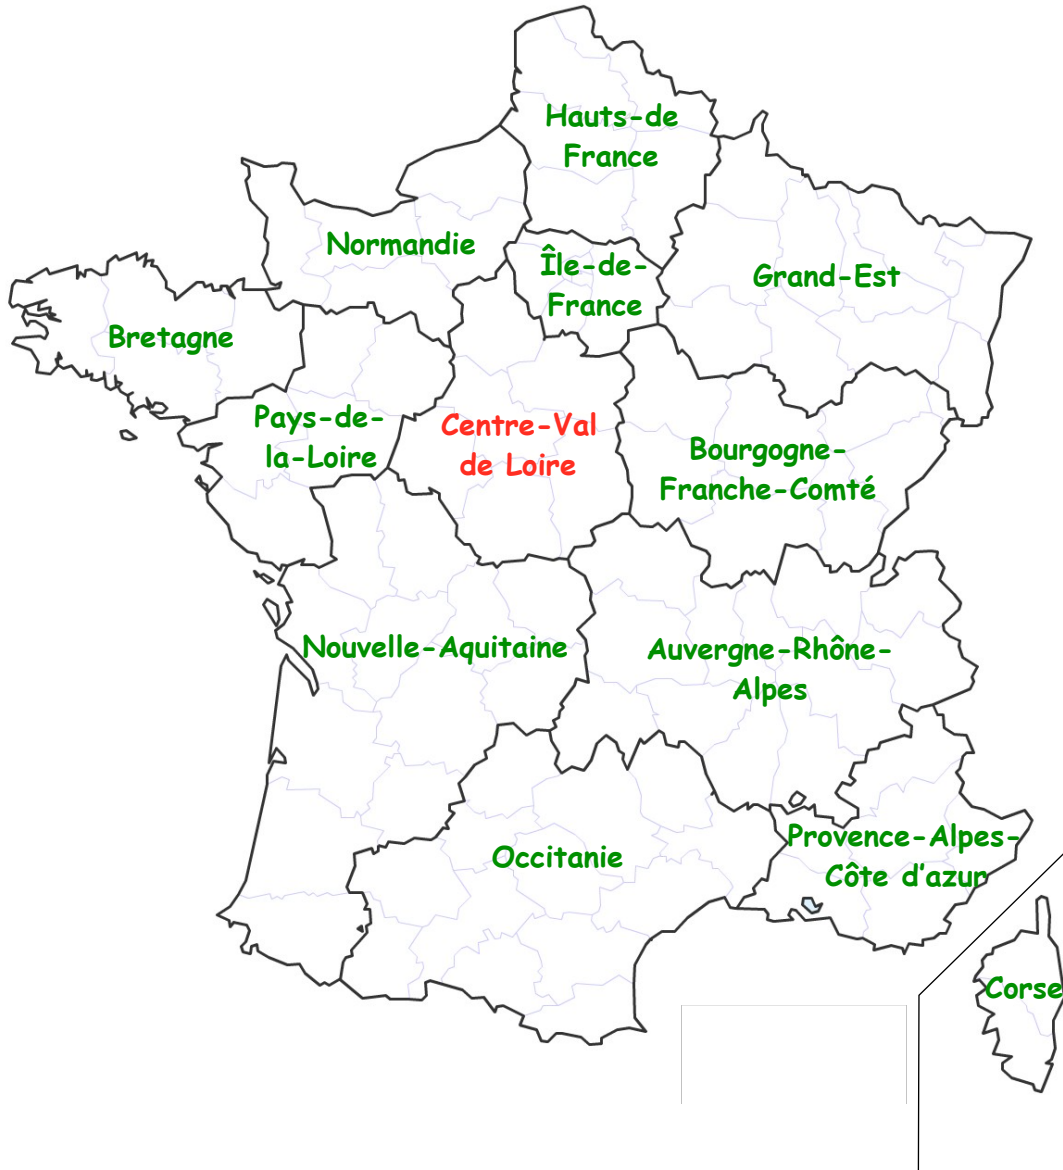 Hauts-de
France
Normandie
Île-de-
France
Grand-Est
Bretagne
Pays-de-
la-Loire
Centre-Val
de Loire
Bourgogne-
Franche-Comté
Nouvelle-Aquitaine
Auvergne-Rhône-
Alpes
Occitanie
Provence-Alpes-
Côte d'azur
Corse